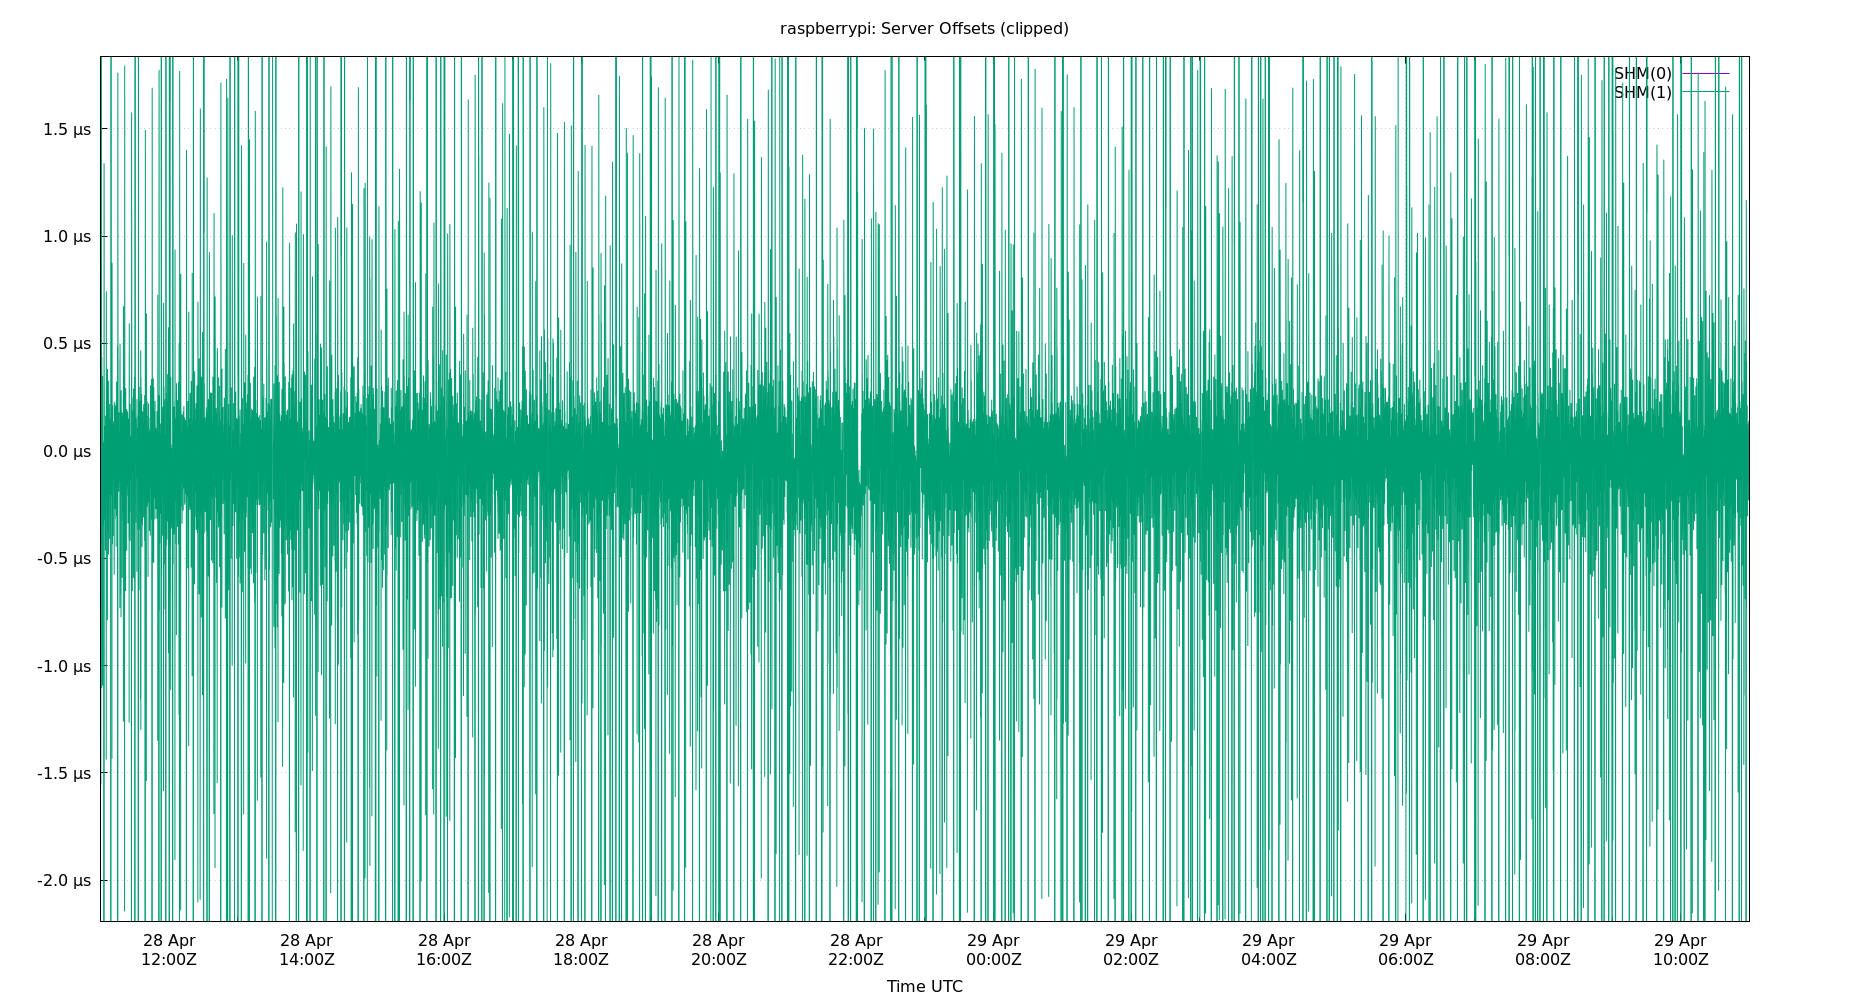 raspberrypi: Server Offsets (clipped)
SHM(0)
SHM(1)
1.5 µs
1.0 µs
0.5 µs
0.0 µs
-0.5 µs
-1.0 µs
-1.5 µs
-2.0 µs
28 Apr 28 Apr 28 Apr 28 Apr 28 Apr 28 Apr 29 Apr 29 Apr 29 Apr 29 Apr 29 Apr 29 Apr
12:00Z 14:00Z 16:00Z 18:00Z 20:00Z 22:00Z 00:00Z 02:00Z 04:00Z 06:00Z 08:00Z 10:00Z
Time UTC